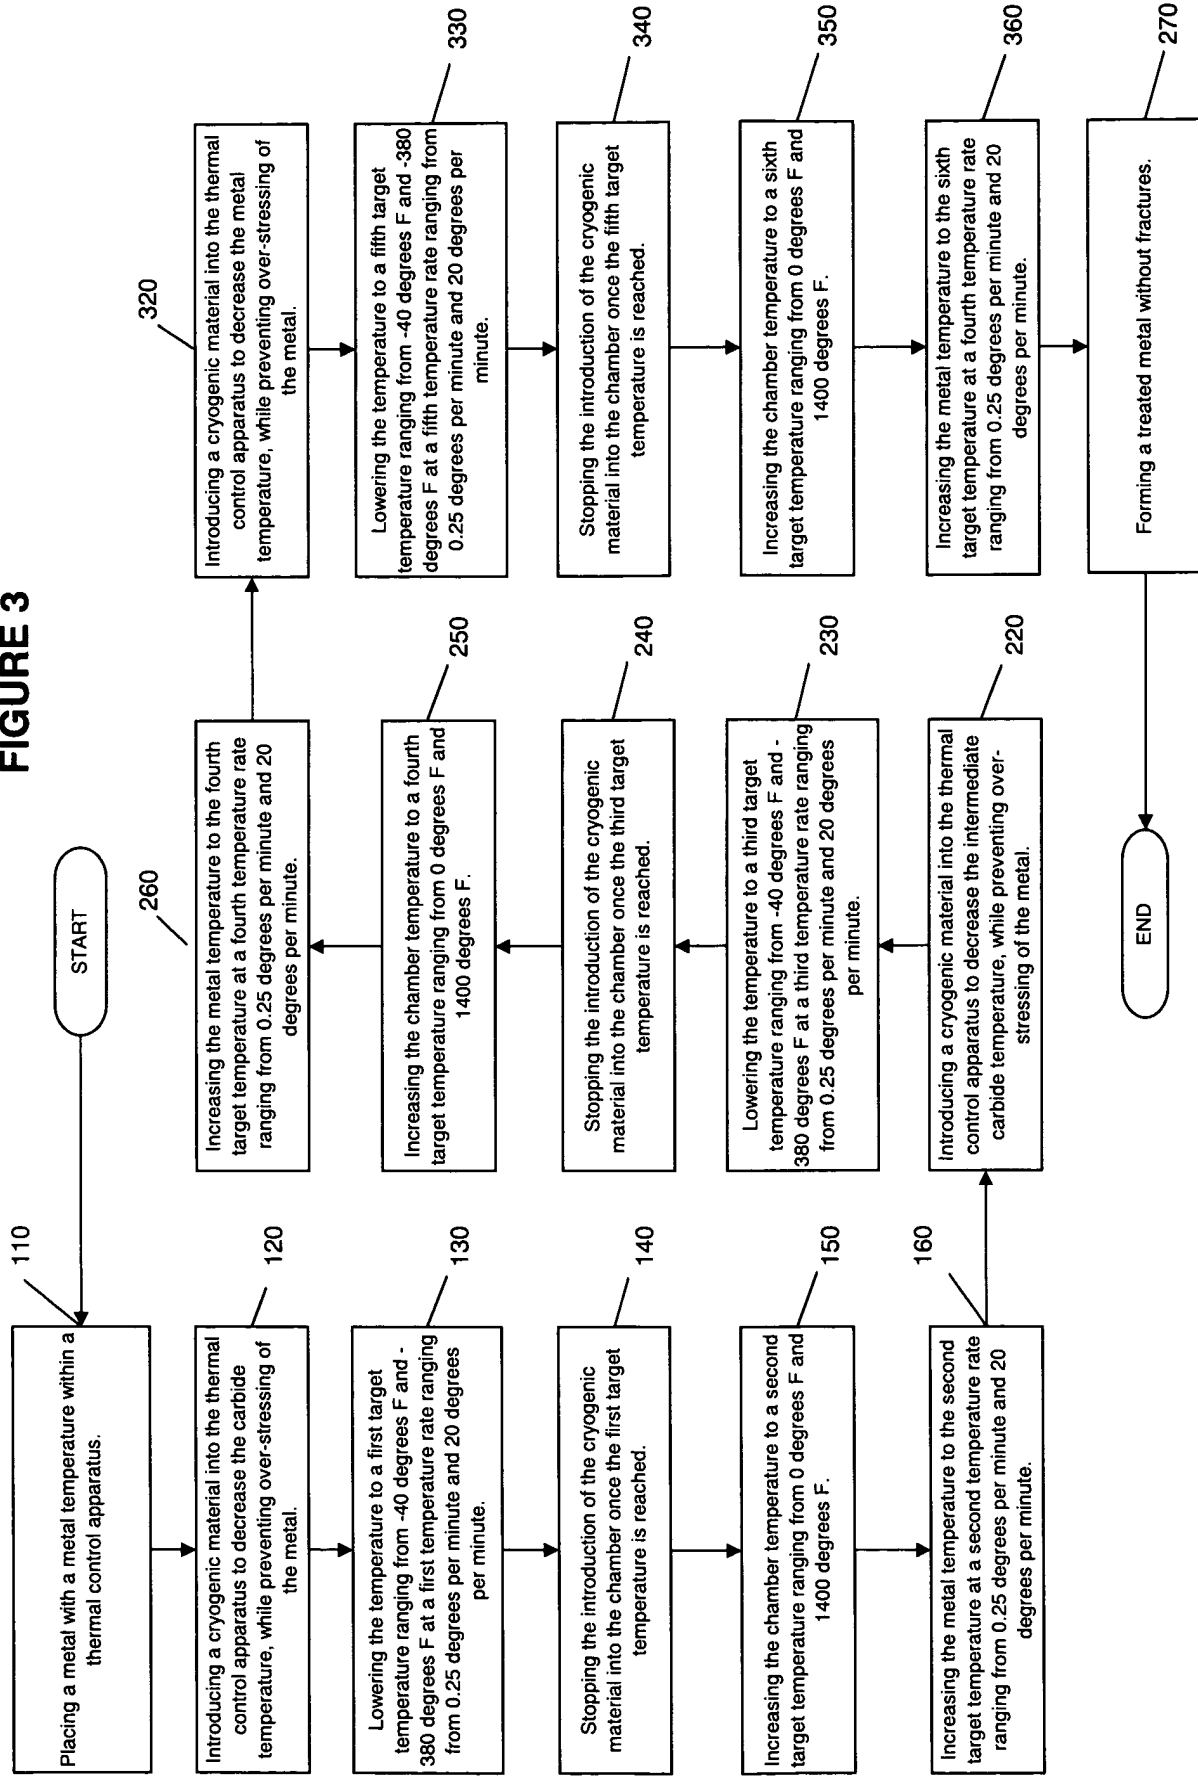 FIGURE 3
START
110
Placing a metal with a metal temperature within a
thermal control apparatus.
120
Introducing a cryogenic material into the thermal
control apparatus to decrease the carbide
temperature, while preventing over-stressing of
the metal.
130
Lowering the temperature to a first target
temperature ranging from -40 degrees F and -
380 degrees F at a first temperature rate ranging
from 0.25 degrees per minute and 20 degrees
per minute.
140
Stopping the introduction of the cryogenic
material into the chamber once the first target
temperature is reached.
150
Increasing the chamber temperature to a second
target temperature ranging from 0 degrees F and
1400 degrees F.
160
Increasing the metal temperature to the second
target temperature at a second temperature rate
ranging from 0.25 degrees per minute and 20
degrees per minute.
220
Introducing a cryogenic material into the thermal
control apparatus to decrease the intermediate
carbide temperature, while preventing over-
stressing of the metal.
230
Lowering the temperature to a third target
temperature ranging from -40 degrees F and -
380 degrees F at a third temperature rate ranging
from 0.25 degrees per minute and 20 degrees
per minute.
240
Stopping the introduction of the cryogenic
material into the chamber once the third target
temperature is reached.
250
Increasing the chamber temperature to a fourth
target temperature ranging from 0 degrees F and
1400 degrees F.
260
Increasing the metal temperature to the fourth
target temperature at a fourth temperature rate
ranging from 0.25 degrees per minute and 20
degrees per minute.
320
Introducing a cryogenic material into the thermal
control apparatus to decrease the metal
temperature, while preventing over-stressing of
the metal.
330
Lowering the temperature to a fifth target
temperature ranging from -40 degrees F and -380
degrees F at a fifth temperature rate ranging from
0.25 degrees per minute and 20 degrees per
minute.
340
Stopping the introduction of the cryogenic
material into the chamber once the fifth target
temperature is reached.
350
Increasing the chamber temperature to a sixth
target temperature ranging from 0 degrees F and
1400 degrees F.
360
Increasing the metal temperature to the sixth
target temperature at a fourth temperature rate
ranging from 0.25 degrees per minute and 20
degrees per minute.
270
Forming a treated metal without fractures.
END